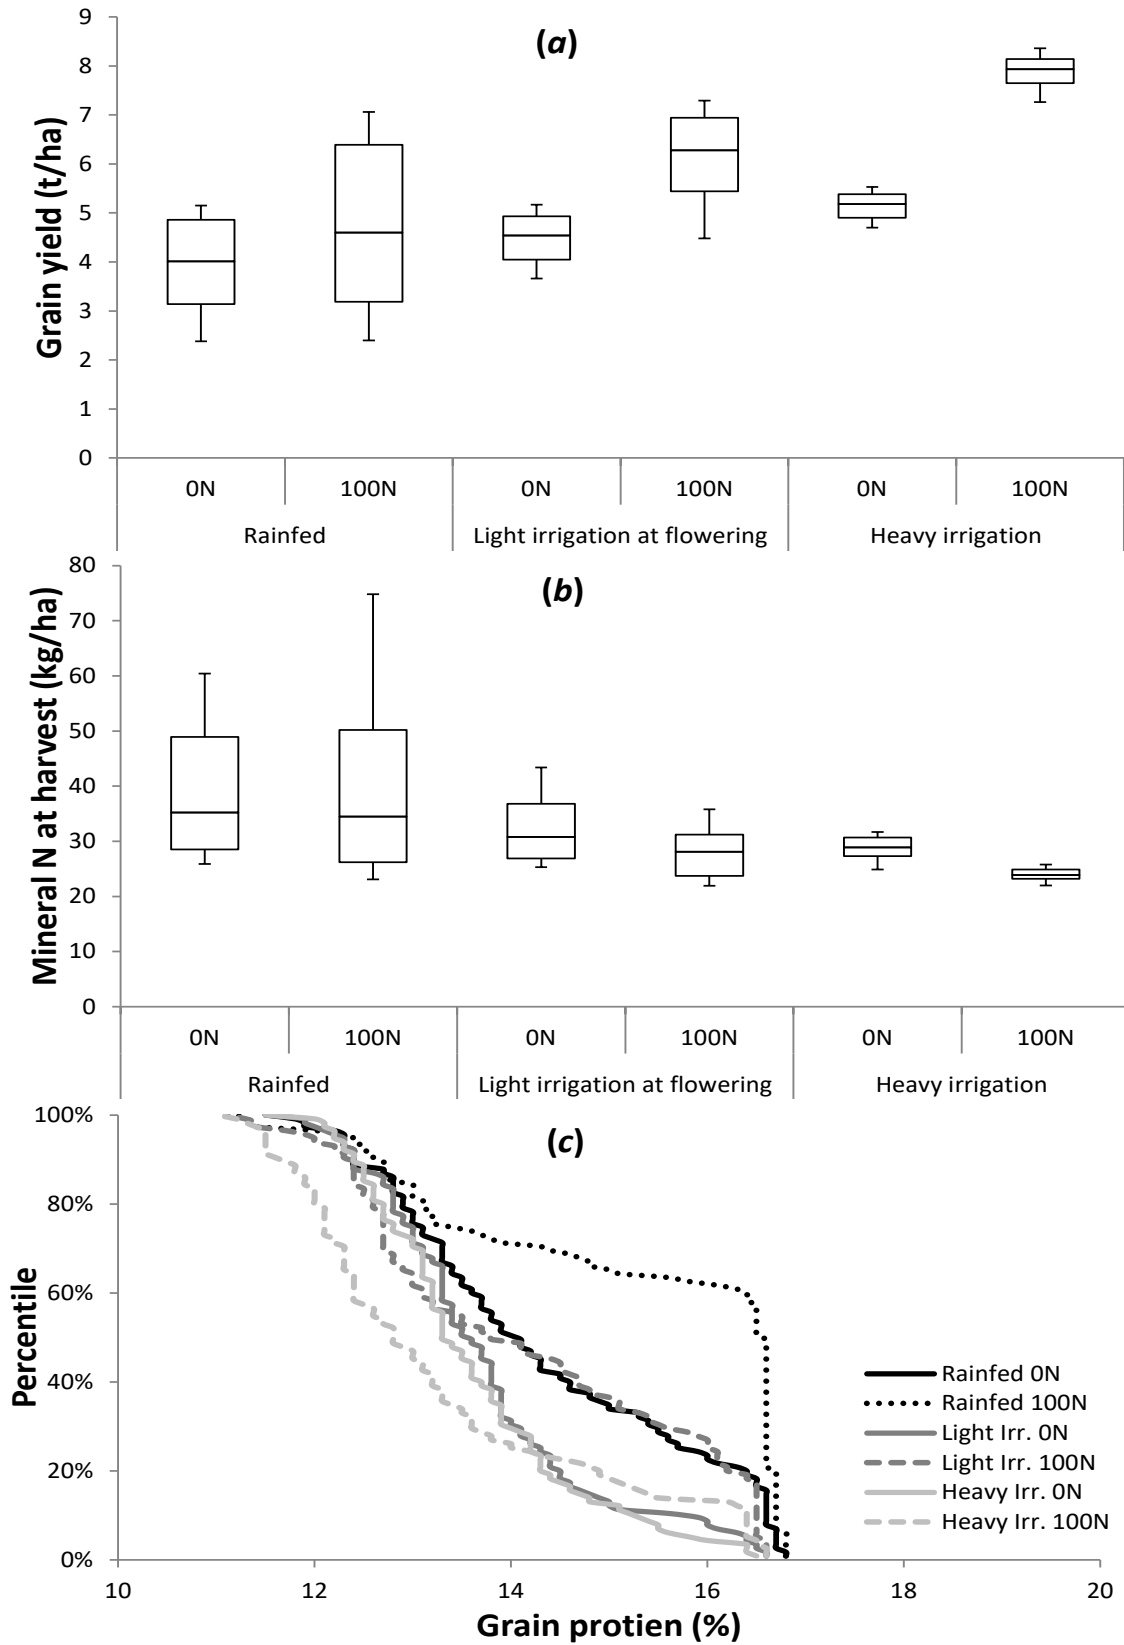 (a)
Grain yield (t/ha)
9
8
7
6
5
4
3
2
1
0
0N 100N 0N 100N 0N 100N
Rainfed Light irrigation at flowering Heavy irrigation
(b)
Mineral N at harvest (kg/ha)
80
70
60
50
40
30
20
10
0
0N 100N 0N 100N 0N 100N
Rainfed Light irrigation at flowering Heavy irrigation
(c)
Percentile
100%
80%
60%
40%
20%
0%
Rainfed 0N
Rainfed 100N
Light Irr. 0N
Light Irr. 100N
Heavy Irr. 0N
Heavy Irr. 100N
10 12 14 16 18 20
Grain protien (%)